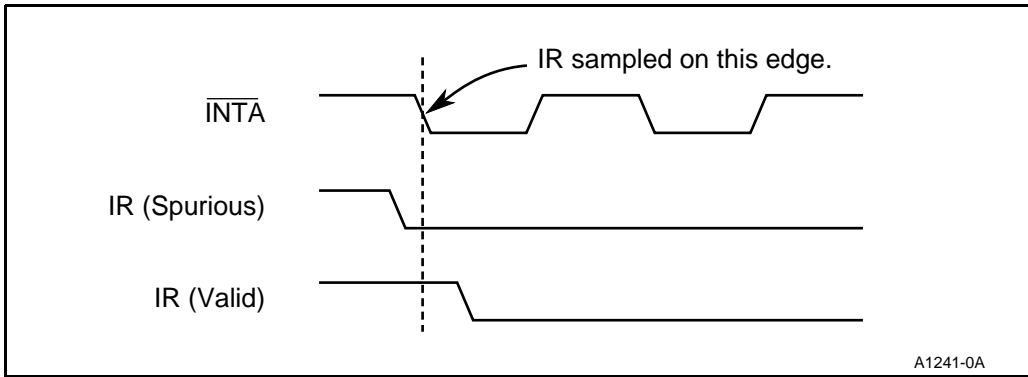 IR sampled on this edge.
INTA
IR (Spurious)
IR (Valid)
A1241-0A